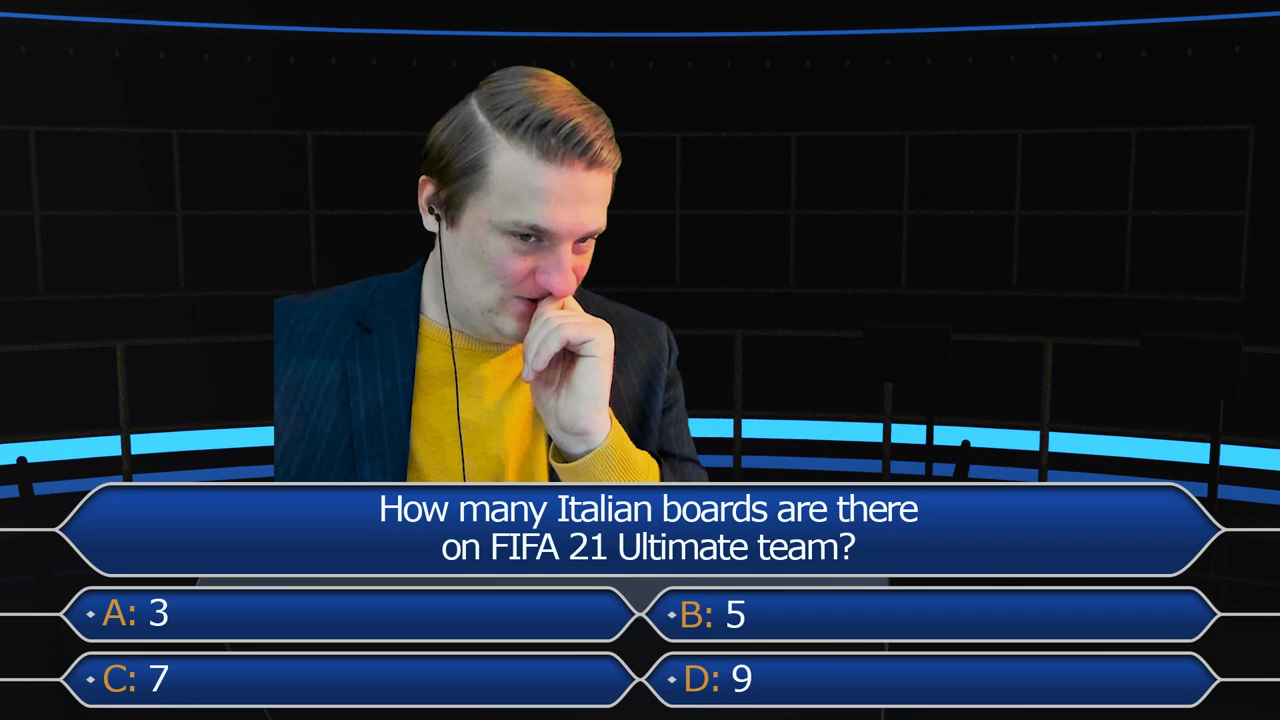 How many Italian boards are there
on FIFA 21 Ultimate team?
A: 3
B: 5
C: 7
D: 9